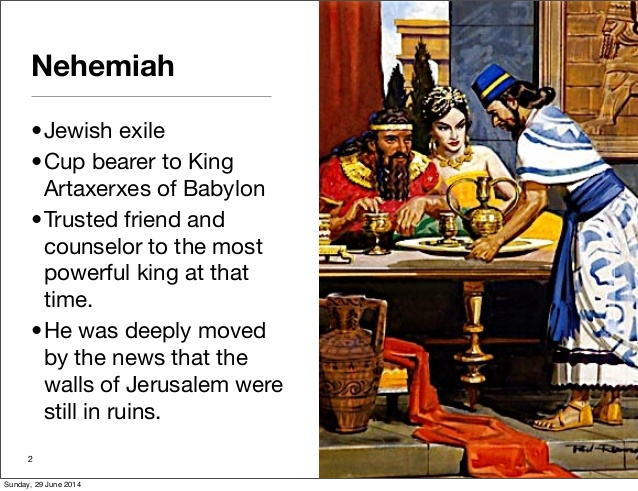 Nehemiah
•Jewish exile
•Cup bearer to King
Artaxerxes of Babylon
•Trusted friend and
counselor to the most
powerful king at that
time.
•He was deeply moved
by the news that the
walls of Jerusalem were
still in ruins.
2
Sunday, 29 June 2014